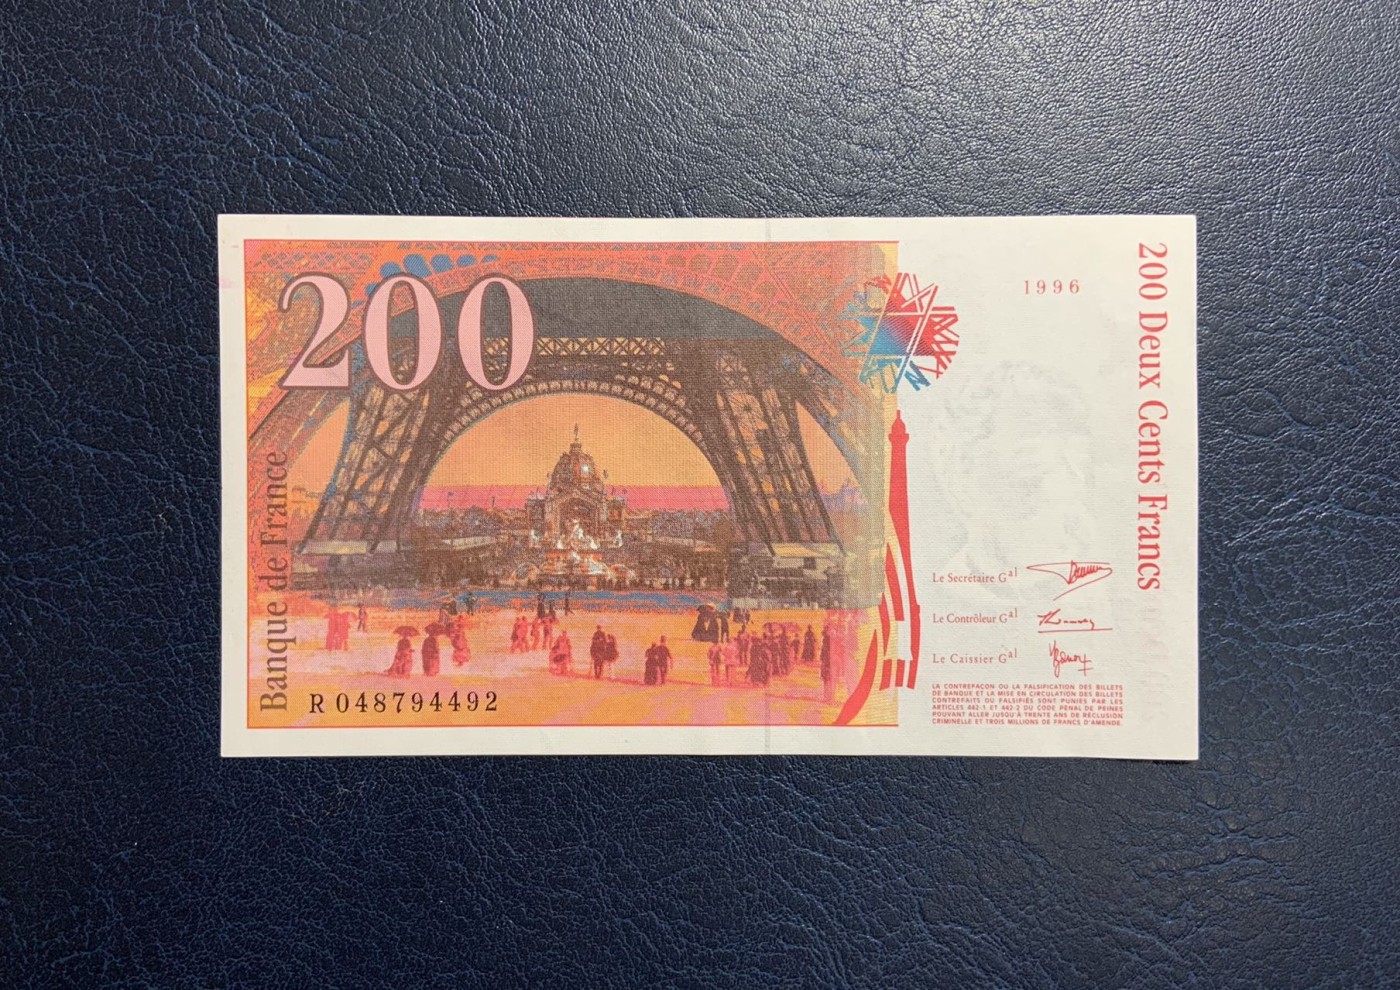 200
1996
200 Deux Cents Francs
Banque de France
R 048794492
Le Secrétaire Gal
Le Contrôleur Gal
Le Caissier Gal
LA CONTREFAÇON OU LA FALSIFICATION DES BILLETS
DE BANQUE ET LA MISE EN CIRCULATION DES BILLETS
CONTREFAITS OU FALSIFIÉS SONT PUNIES PAR LES
ARTICLES 442-1 ET 442-2 DU CODE PÉNAL DE PEINES
POUVANT ALLER JUSQU'À TRENTE ANS DE RÉCLUSION
CRIMINELLE ET TROIS MILLIONS DE FRANCS D'AMENDE.